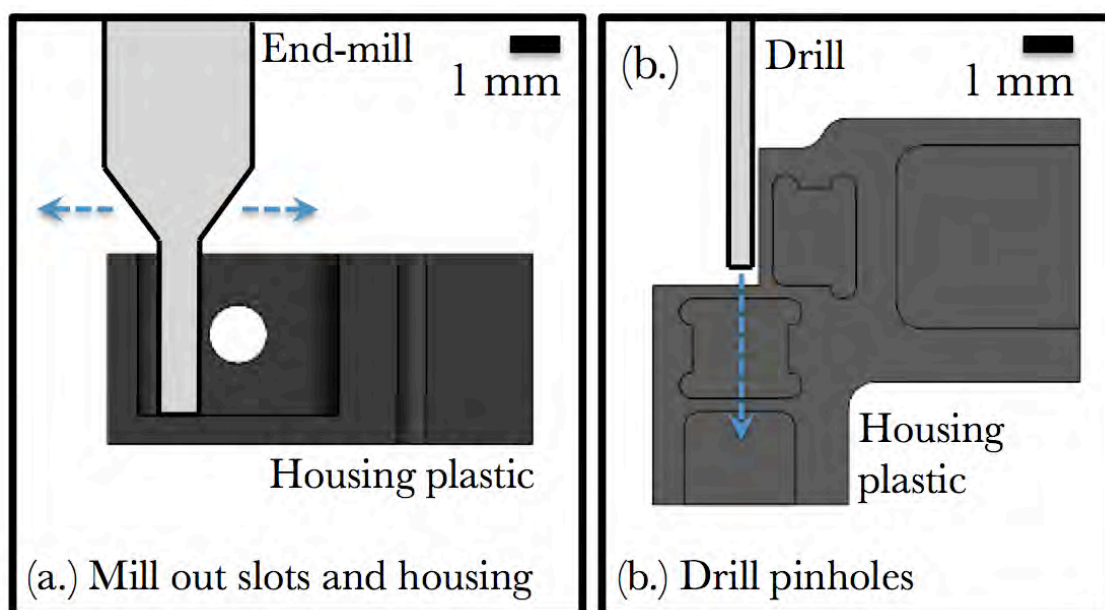 End-mill
1 mm
Housing plastic
(a.) Mill out slots and housing
(b.)
Drill
1 mm
Housing
plastic
(b.) Drill pinholes